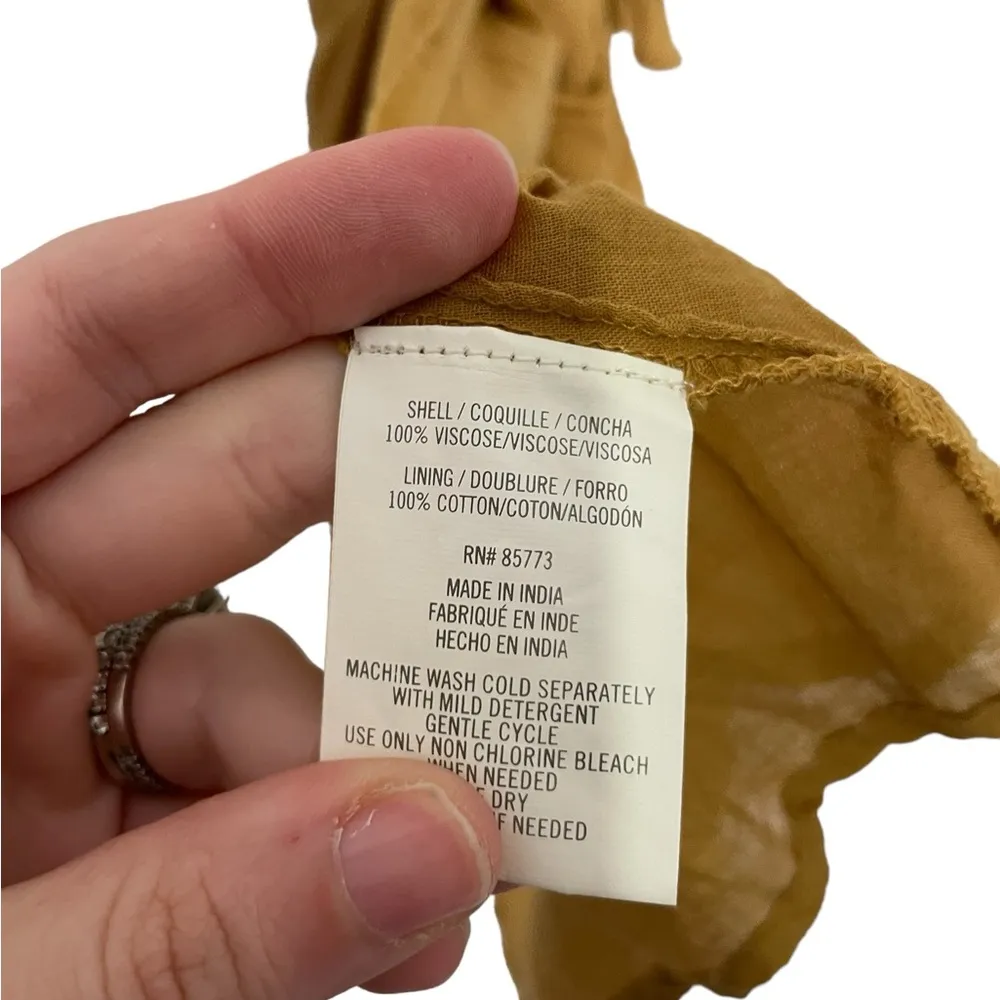 SHELL / COQUILLE / CONCHA
100% VISCOSE/VISCOSE/VISCOSA
LINING / DOUBLURE / FORRO
100% COTTON/COTON/ALGODÓN
RN# 85773
MADE IN INDIA
FABRIQUÉ EN INDE
HECHO EN INDIA
MACHINE WASH COLD SEPARATELY
WITH MILD DETERGENT
GENTLE CYCLE
USE ONLY NON CHLORINE BLEACH
WHEN NEEDED
DRY
IF NEEDED